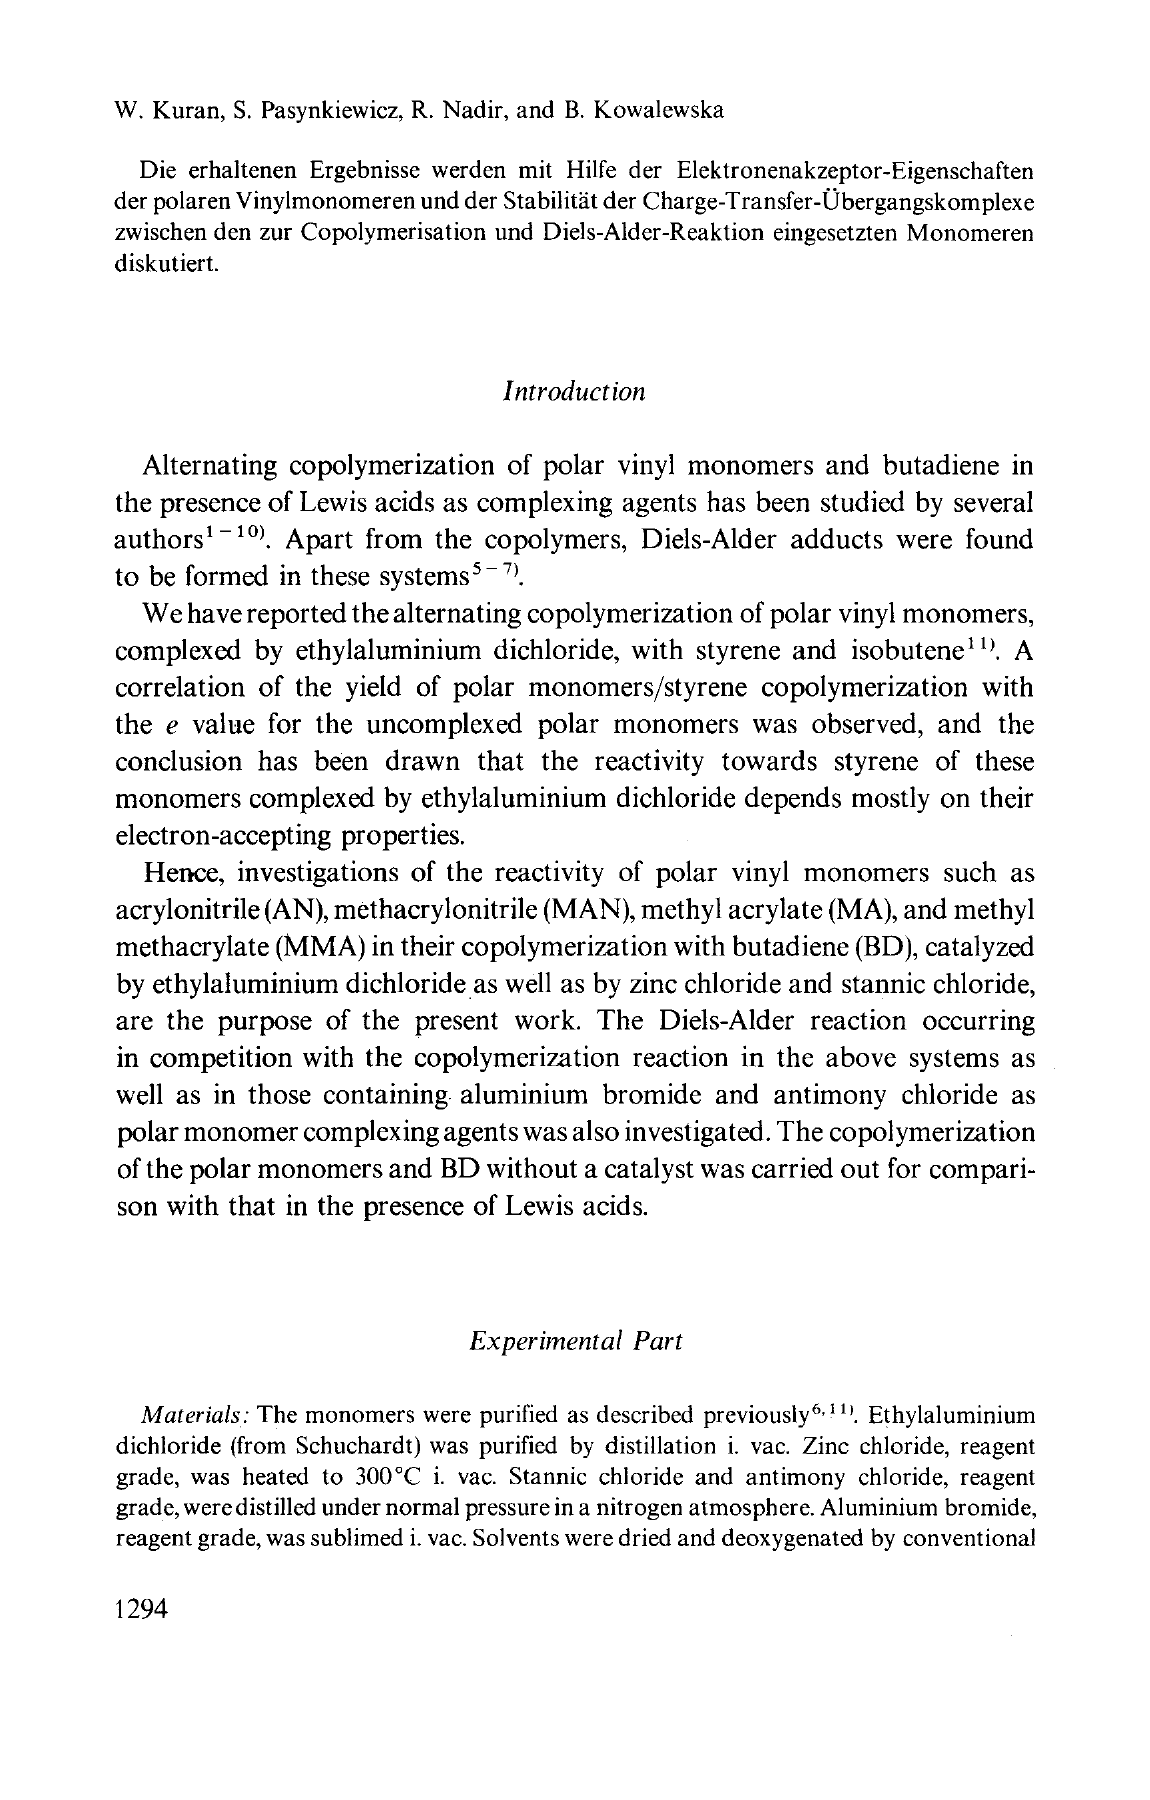 W. Kuran, S. Pasynkiewicz, R. Nadir, and B. Kowalewska
Die erhaltenen Ergebnisse werden mit Hilfe der Elektronenakzeptor-Eigenschaften
der polaren Vinylmonomeren und der Stabilität der Charge-Transfer-Übergangskomplexe
zwischen den zur Copolymerisation und Diels-Alder-Reaktion eingesetzten Monomeren
diskutiert.
Introduction
Alternating copolymerization of polar vinyl monomers and butadiene in
the presence of Lewis acids as complexing agents has been studied by several
authors¹⁻¹⁰⁾. Apart from the copolymers, Diels-Alder adducts were found
to be formed in these systems⁵⁻⁷⁾.
We have reported the alternating copolymerization of polar vinyl monomers,
complexed by ethylaluminium dichloride, with styrene and isobutene¹¹⁾. A
correlation of the yield of polar monomers/styrene copolymerization with
the e value for the uncomplexed polar monomers was observed, and the
conclusion has been drawn that the reactivity towards styrene of these
monomers complexed by ethylaluminium dichloride depends mostly on their
electron-accepting properties.
Hence, investigations of the reactivity of polar vinyl monomers such as
acrylonitrile (AN), methacrylonitrile (MAN), methyl acrylate (MA), and methyl
methacrylate (MMA) in their copolymerization with butadiene (BD), catalyzed
by ethylaluminium dichloride as well as by zinc chloride and stannic chloride,
are the purpose of the present work. The Diels-Alder reaction occurring
in competition with the copolymerization reaction in the above systems as
well as in those containing aluminium bromide and antimony chloride as
polar monomer complexing agents was also investigated. The copolymerization
of the polar monomers and BD without a catalyst was carried out for compari-
son with that in the presence of Lewis acids.
Experimental Part
Materials: The monomers were purified as described previously⁶,¹¹⁾. Ethylaluminium
dichloride (from Schuchardt) was purified by distillation i. vac. Zinc chloride, reagent
grade, was heated to 300°C i. vac. Stannic chloride and antimony chloride, reagent
grade, were distilled under normal pressure in a nitrogen atmosphere. Aluminium bromide,
reagent grade, was sublimed i. vac. Solvents were dried and deoxygenated by conventional
1294